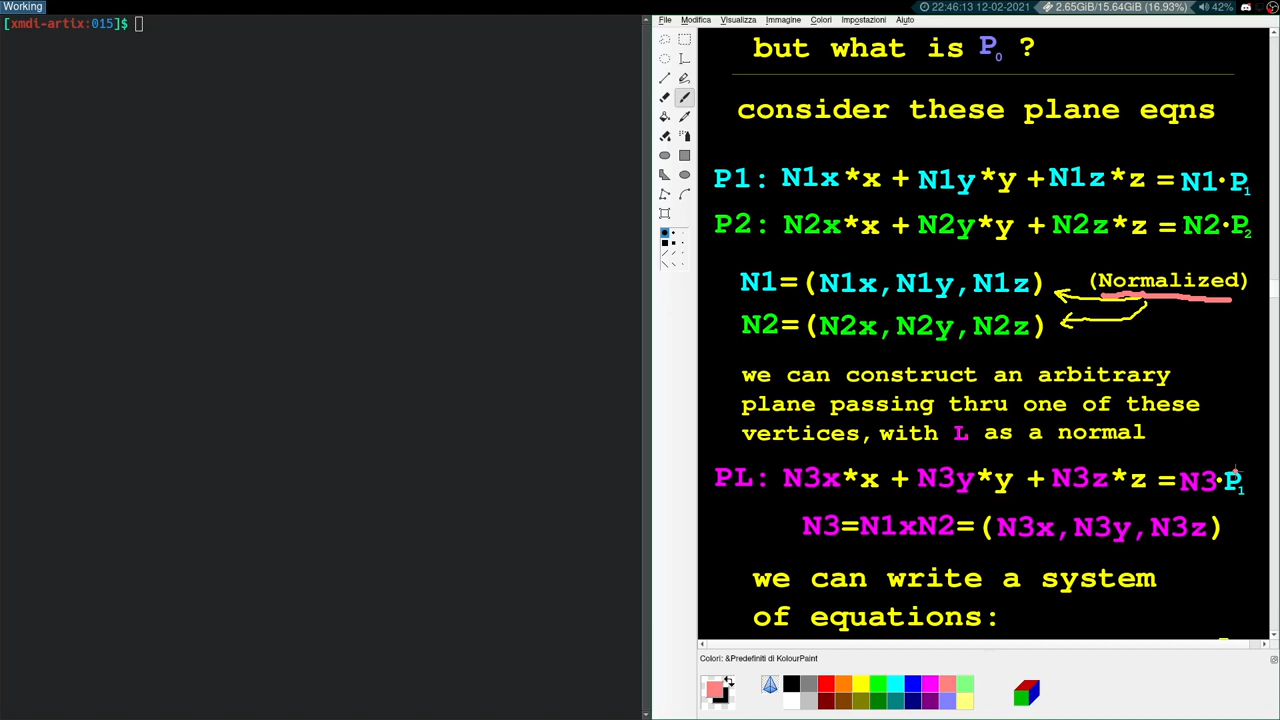 Working
22:46:13 12-02-2021
2.65GiB/15.64GiB (16.93%)
42%
[xmdi-artix:015]$
File Modifica Visualizza Immagine Colori Impostazioni Aiuto
but what is P0 ?
consider these plane eqns
P1: N1x*x + N1y*y +N1z*z =N1·P1
P2: N2x*x + N2y*y +N2z*z =N2·P2
N1=(N1x,N1y,N1z) (Normalized)
N2=(N2x,N2y,N2z)
we can construct an arbitrary
plane passing thru one of these
vertices, with L as a normal
PL: N3x*x + N3y*y +N3z*z =N3·P1
N3=N1xN2=(N3x,N3y,N3z)
we can write a system
of equations:
Colori: &Predefiniti di KolourPaint